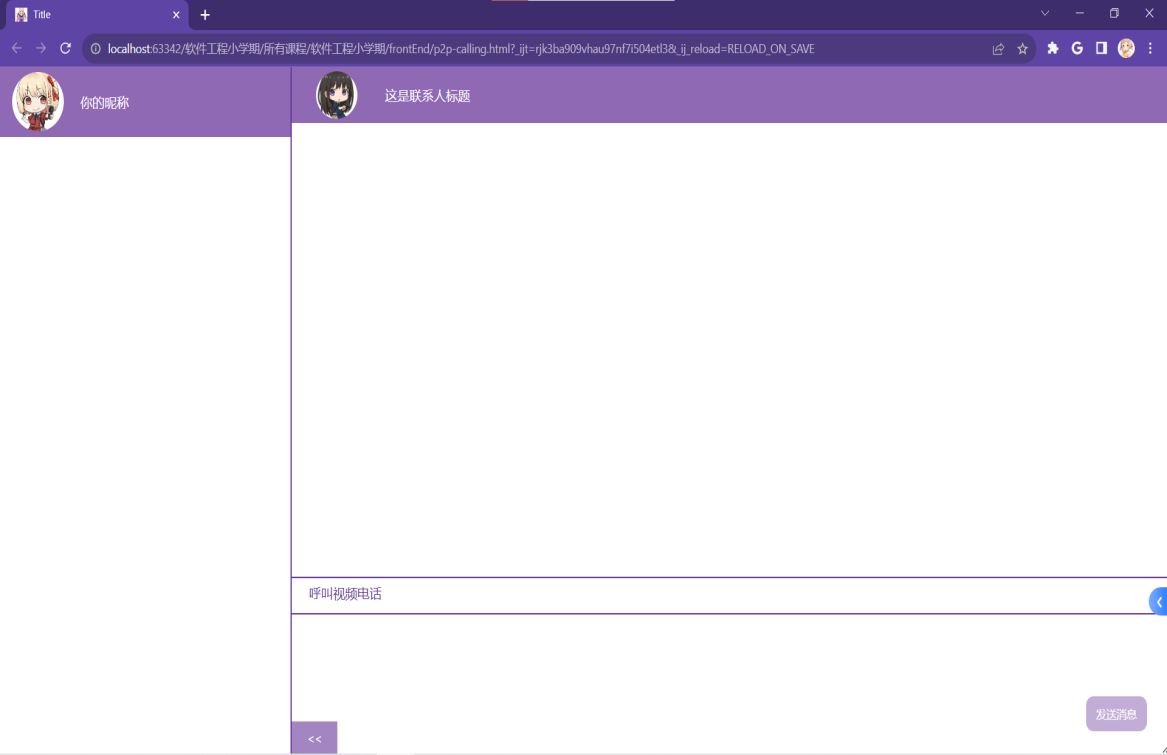 Title
localhost:63342/软件工程小学期/所有课程/软件工程小学期/frontEnd/p2p-calling.html?_ijt=rjk3ba909vhau97nf7i504etl3&_ij_reload=RELOAD_ON_SAVE
你的昵称
这是联系人标题
呼叫视频电话
发送消息
<<